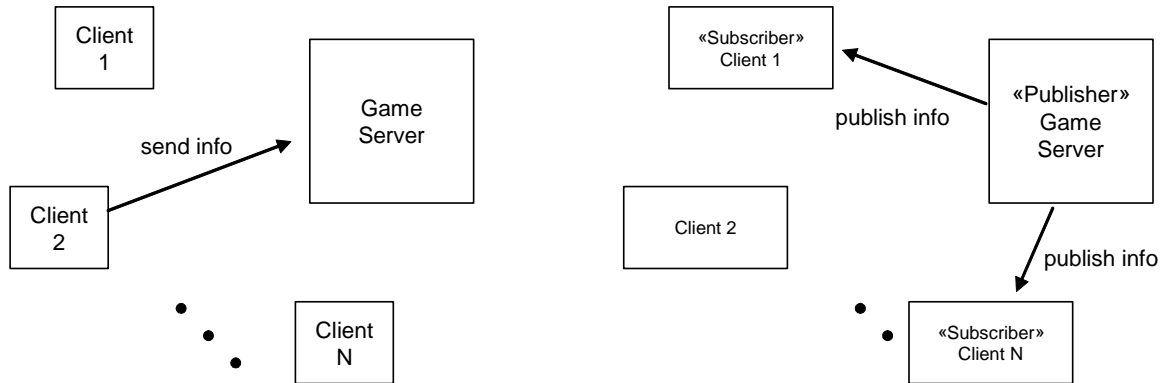 Client
1
Game
Server
send info
Client
2
Client
N
«Subscriber»
Client 1
«Publisher»
Game
Server
publish info
Client 2
publish info
«Subscriber»
Client N